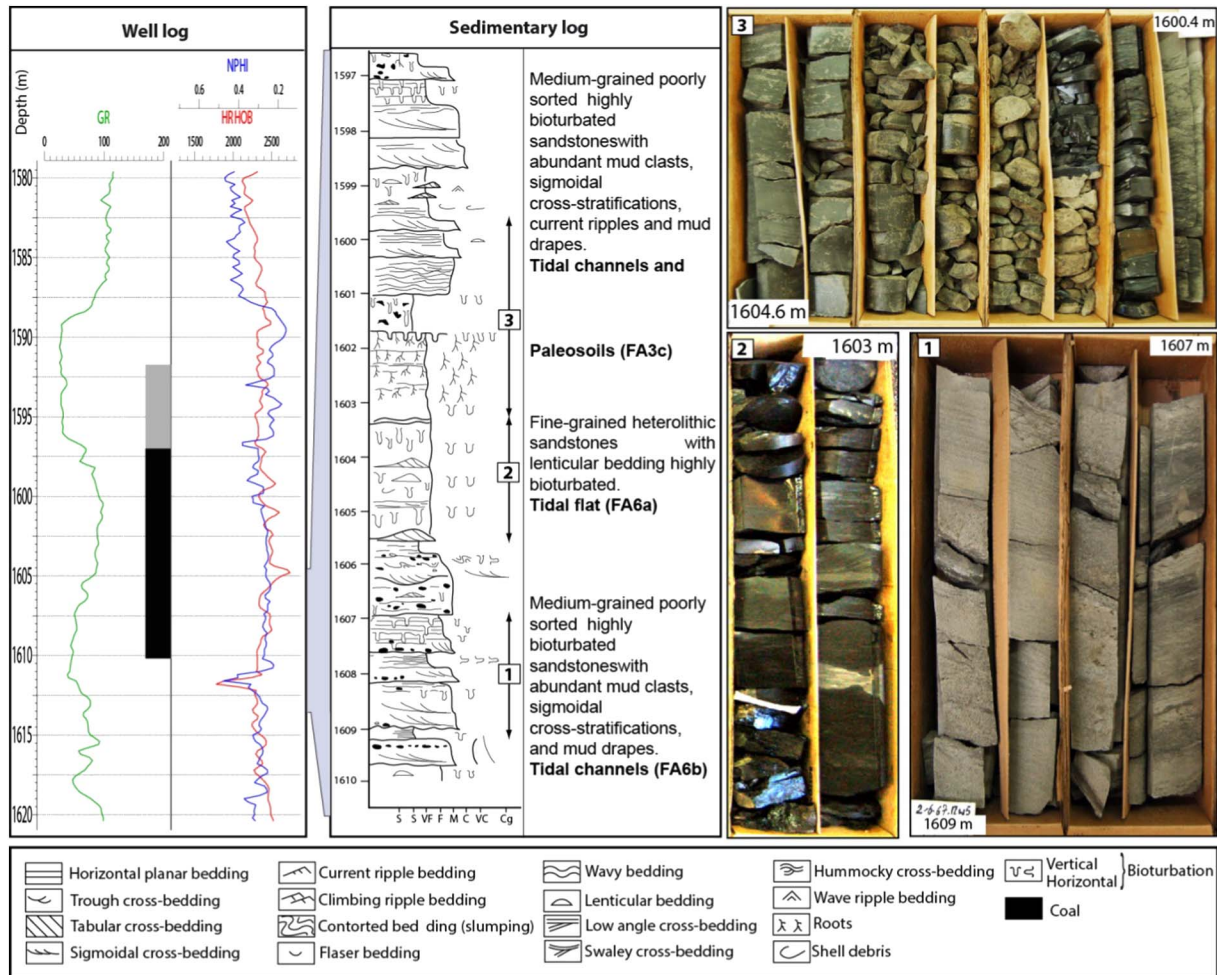 Well log
Depth (m)
NPHI
0.6 0.4 0.2
GR
HRHOB
0 200
1500 2000 2500
1580
1585
1590
1595
1600
1605
1610
1615
1620
Sedimentary log
1597
1598
1599
1600
1601
1602
1603
1604
1605
1606
1607
1608
1609
1610
S S VF F M C VC Cg
3
2
1
Medium-grained poorly
sorted highly
bioturbated
sandstoneswith
abundant mud clasts,
sigmoidal
cross-stratifications,
current ripples and mud
drapes.
Tidal channels and
Paleosoils (FA3c)
Fine-grained heterolithic
sandstones with
lenticular bedding highly
bioturbated.
Tidal flat (FA6a)
Medium-grained poorly
sorted highly
bioturbated
sandstoneswith
abundant mud clasts,
sigmoidal
cross-stratifications,
and mud drapes.
Tidal channels (FA6b)
3
1600.4 m
1604.6 m
2
1603 m
1
1607 m
1609 m
Horizontal planar bedding
Trough cross-bedding
Tabular cross-bedding
Sigmoidal cross-bedding
Current ripple bedding
Climbing ripple bedding
Contorted bed ding (slumping)
Flaser bedding
Wavy bedding
Lenticular bedding
Low angle cross-bedding
Swaley cross-bedding
Hummocky cross-bedding
Wave ripple bedding
Roots
Shell debris
Vertical
Horizontal
Bioturbation
Coal